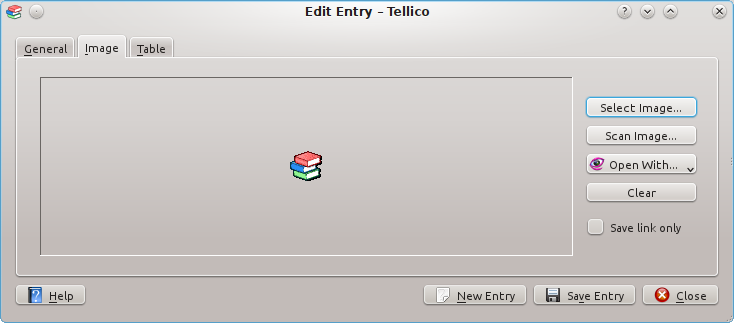 Edit Entry – Tellico
General
Image
Table
Select Image...
Scan Image...
Open With...
Clear
Save link only
Help
New Entry
Save Entry
Close